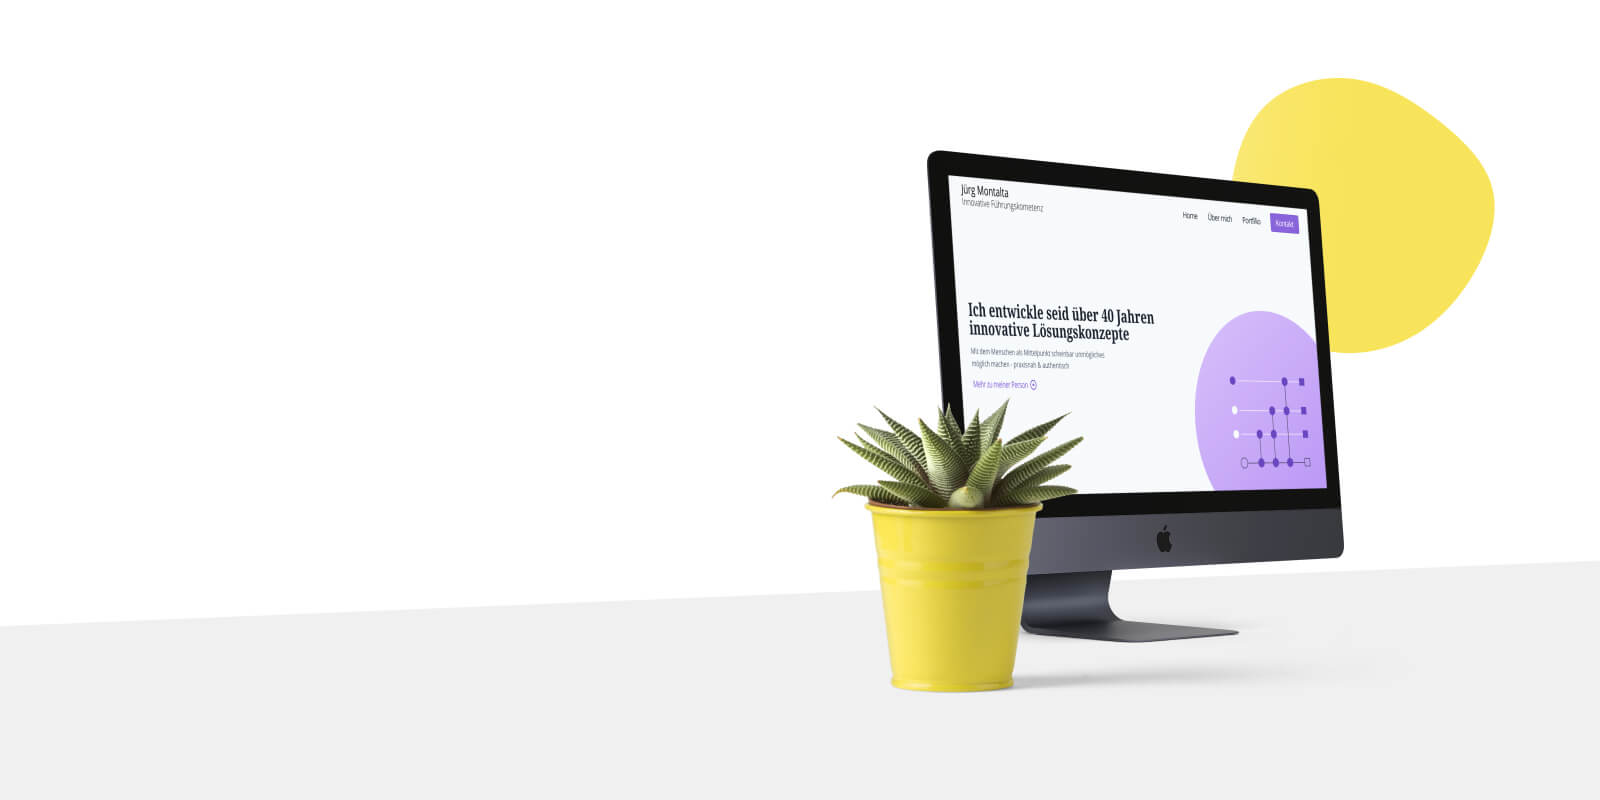 Jürg Montalta
Innovative Führungskometenz
Home Über mich Portfilio Kontakt
Ich entwickle seid über 40 Jahren
innovative Lösungskonzepte
Mit dem Menschen als Mittelpunkt scheinbar unmögliches
möglich machen - praxisnah & authentisch
Mehr zu meiner Person